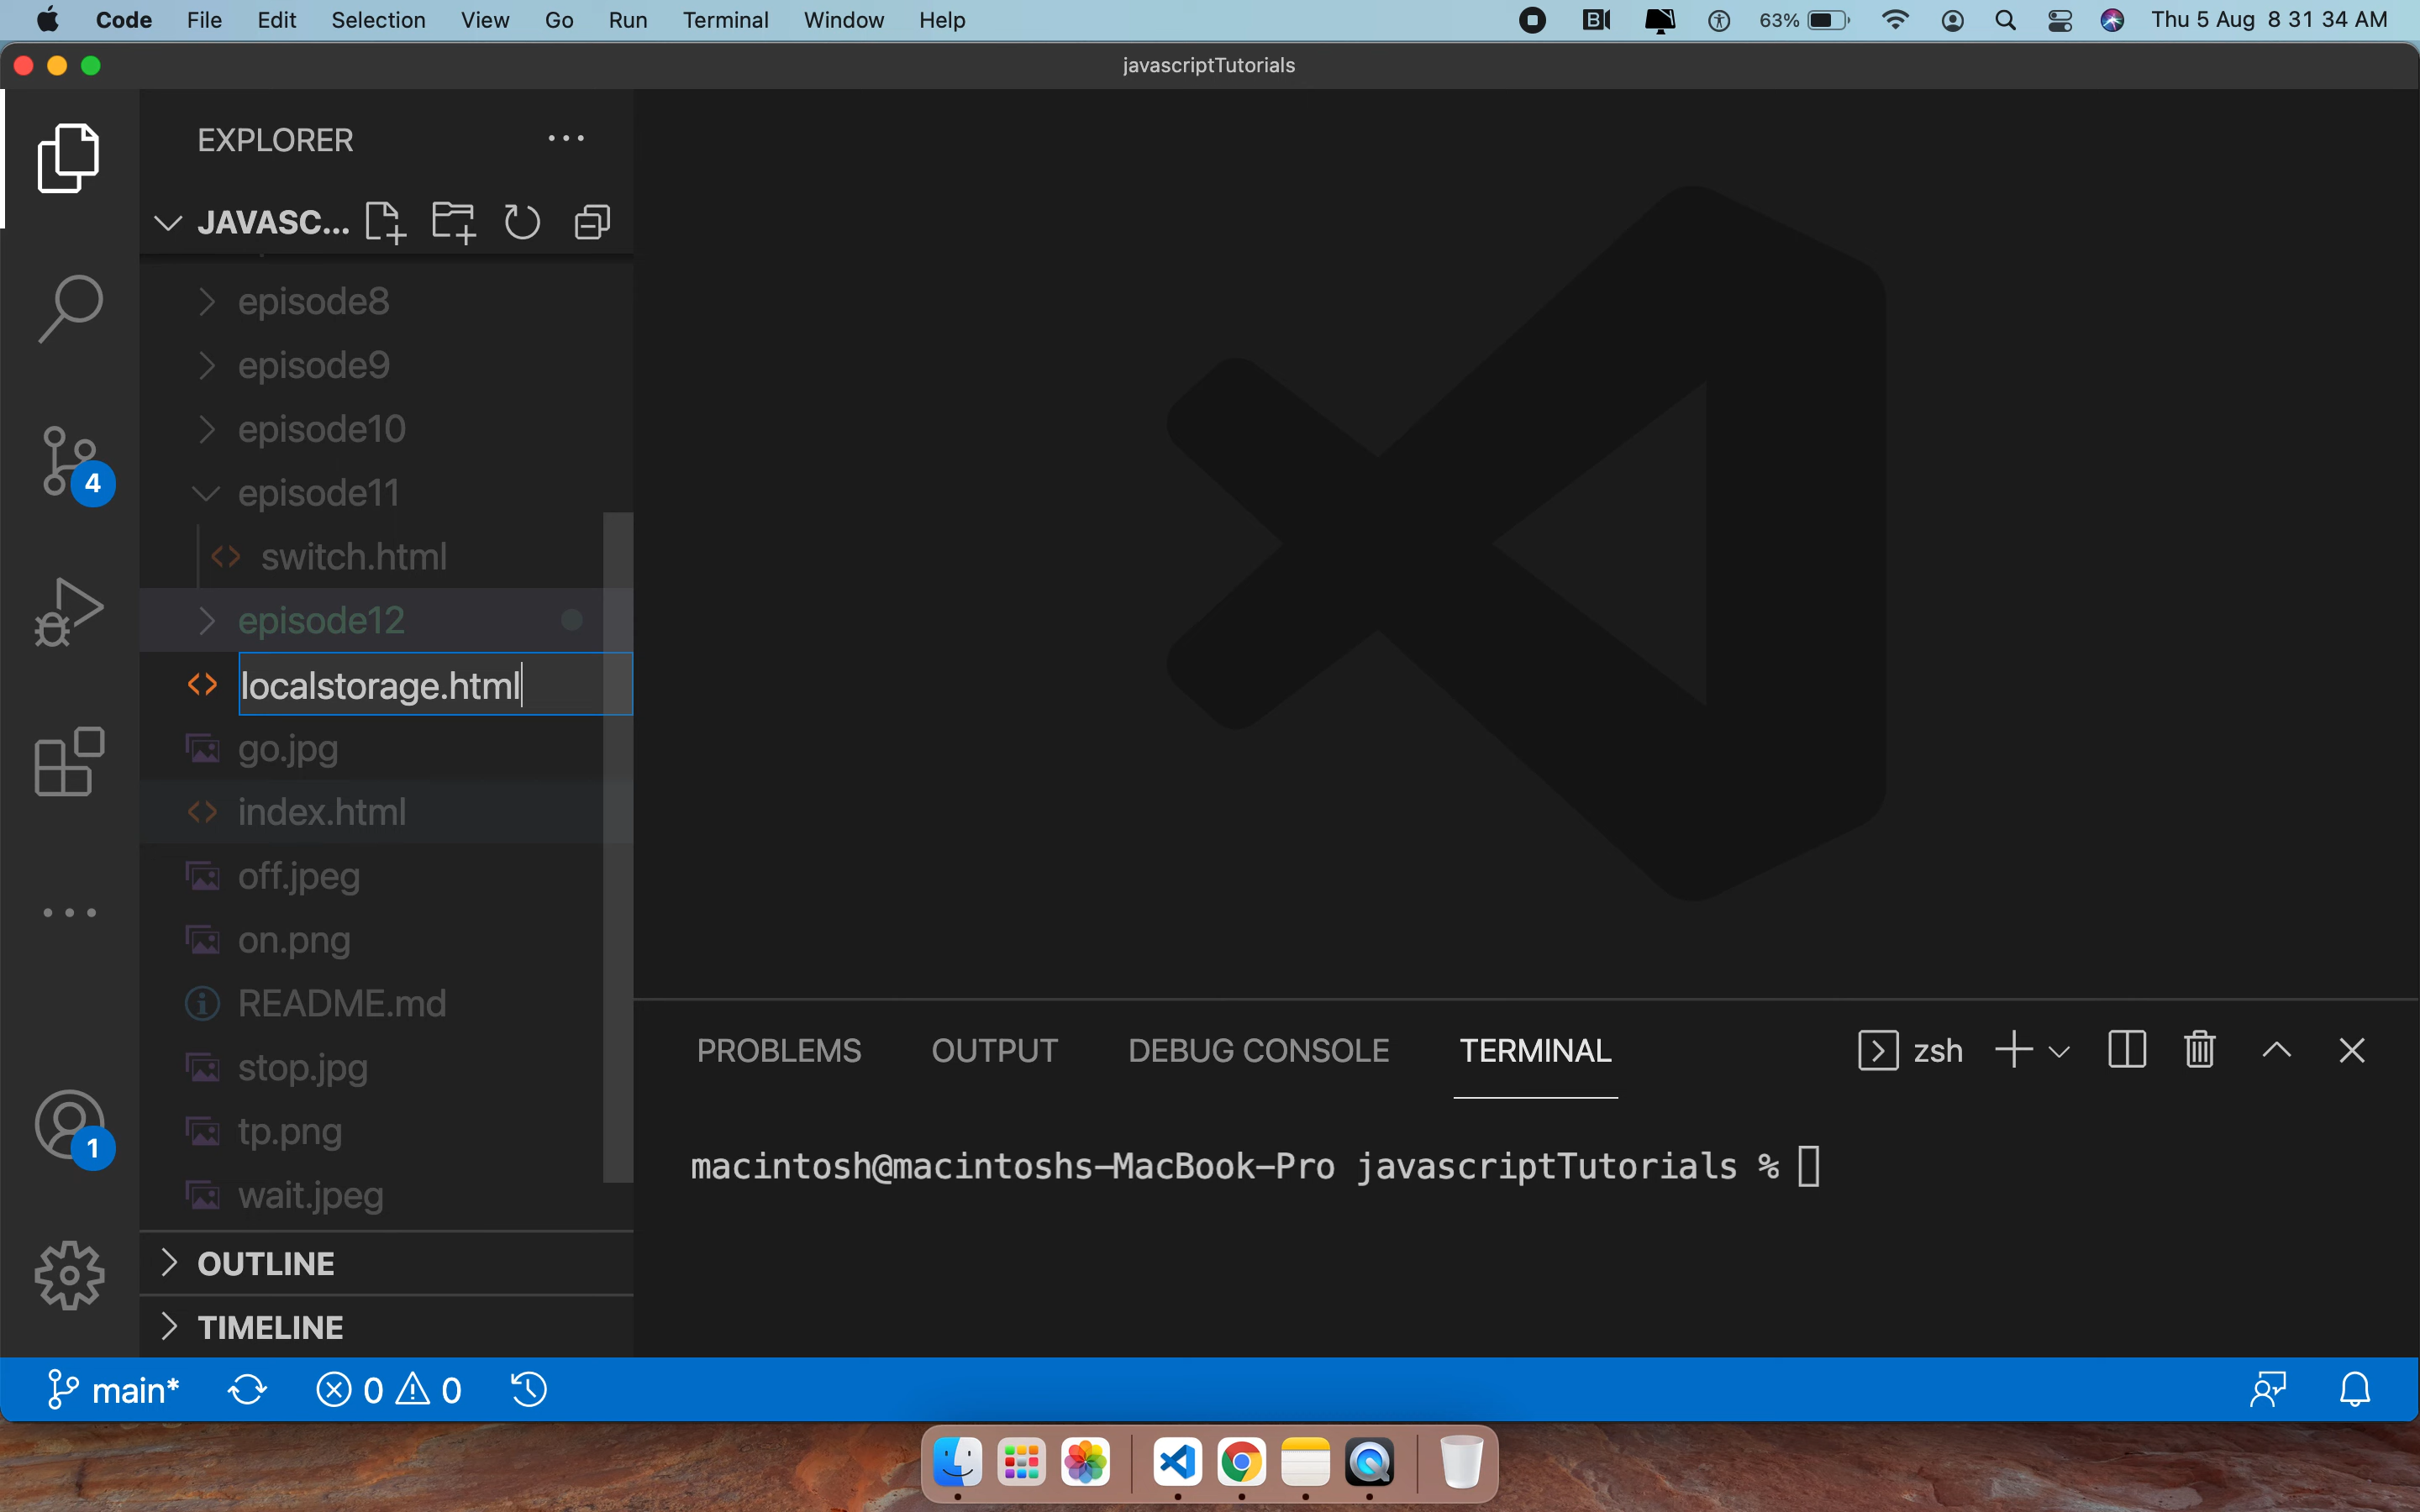 Code File Edit Selection View Go Run Terminal Window Help 63% Thu 5 Aug 8 31 34 AM
javascriptTutorials
EXPLORER
JAVASC...
episode8
episode9
episode10
episode11
switch.html
episode12
localstorage.html
go.jpg
index.html
off.jpeg
on.png
README.md
stop.jpg
tp.png
wait.jpeg
OUTLINE
TIMELINE
4
1
PROBLEMS OUTPUT DEBUG CONSOLE TERMINAL zsh
macintosh@macintoshs-MacBook-Pro javascriptTutorials %
main* 0 0